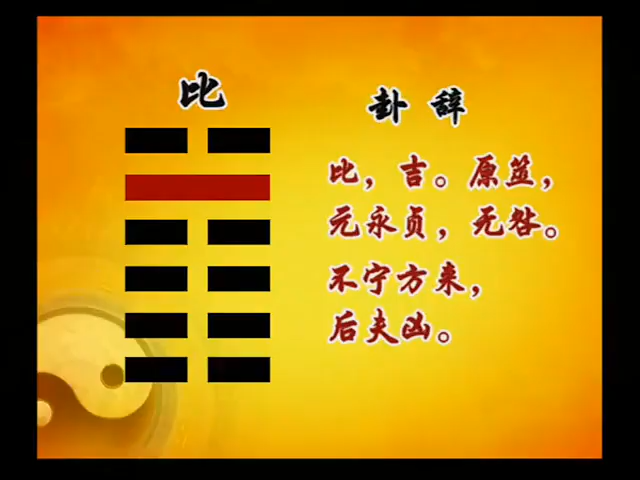 比
卦辞
比，吉。原筮，
元永贞，无咎。
不宁方来，
后夫凶。